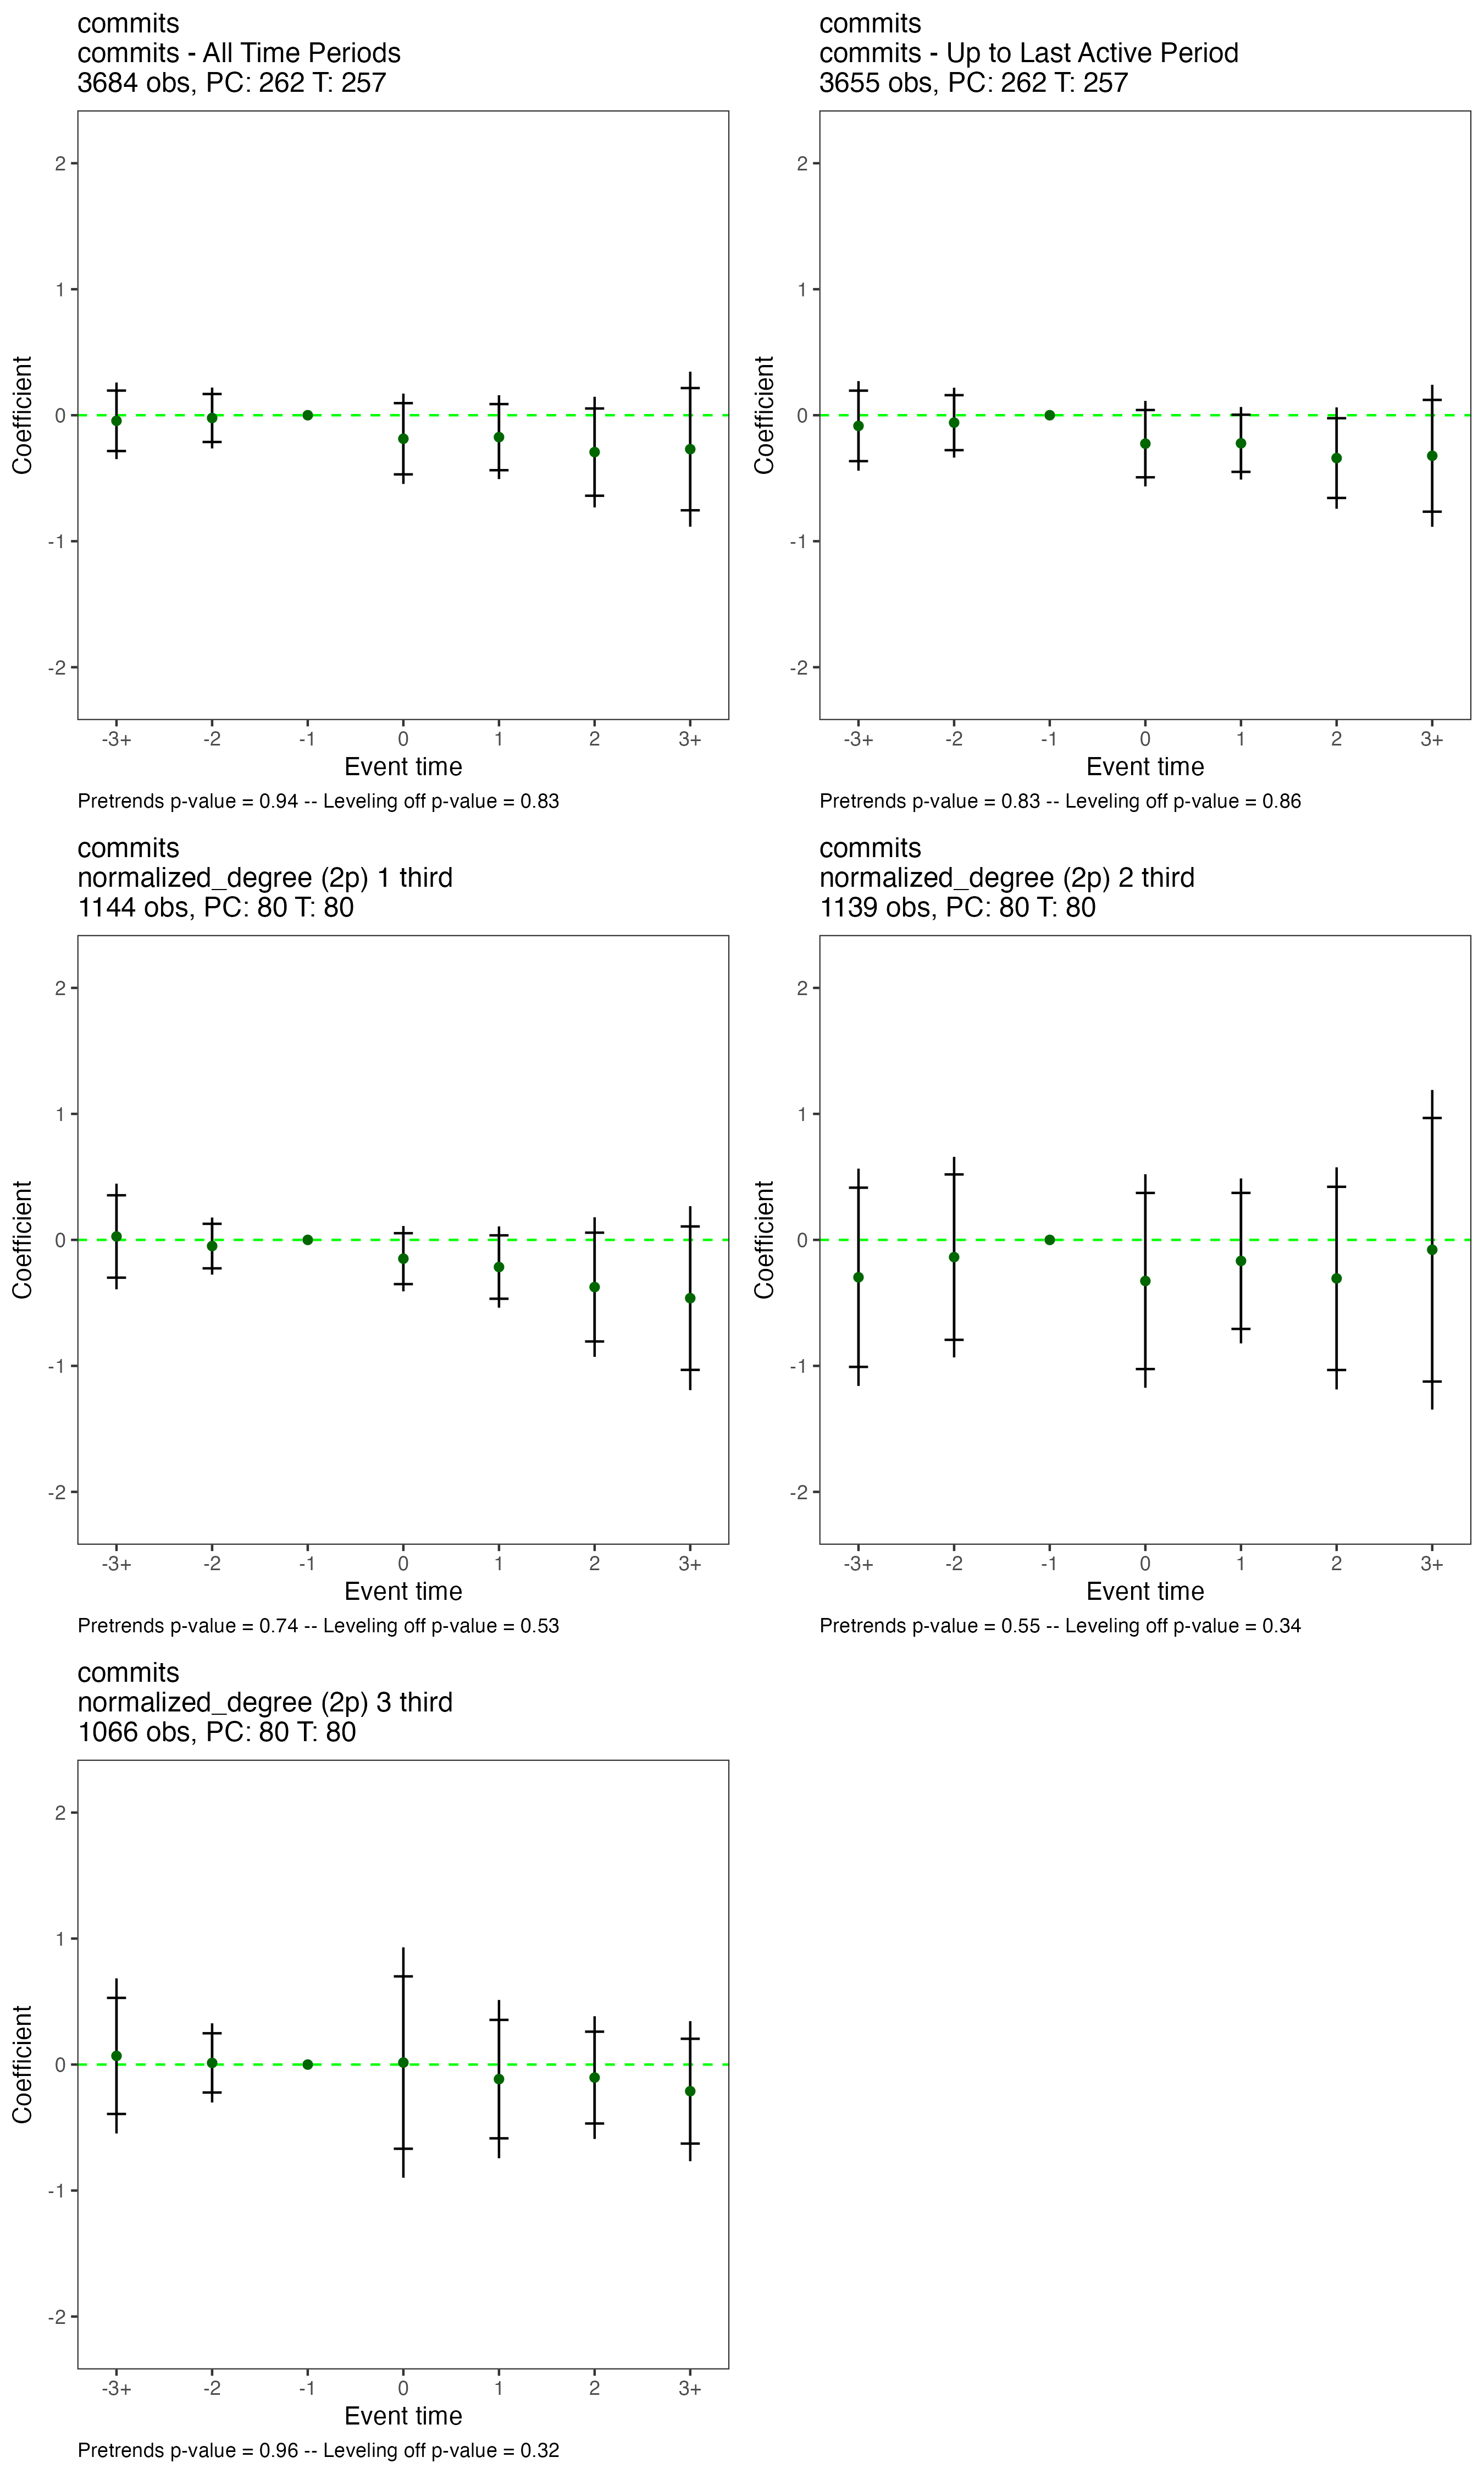 commits
commits - All Time Periods
3684 obs, PC: 262 T: 257
Coefficient
2
1
0
-1
-2
-3+ -2 -1 0 1 2 3+
Event time
Pretrends p-value = 0.94 -- Leveling off p-value = 0.83
commits
commits - Up to Last Active Period
3655 obs, PC: 262 T: 257
Coefficient
2
1
0
-1
-2
-3+ -2 -1 0 1 2 3+
Event time
Pretrends p-value = 0.83 -- Leveling off p-value = 0.86
commits
normalized_degree (2p) 1 third
1144 obs, PC: 80 T: 80
Coefficient
2
1
0
-1
-2
-3+ -2 -1 0 1 2 3+
Event time
Pretrends p-value = 0.74 -- Leveling off p-value = 0.53
commits
normalized_degree (2p) 2 third
1139 obs, PC: 80 T: 80
Coefficient
2
1
0
-1
-2
-3+ -2 -1 0 1 2 3+
Event time
Pretrends p-value = 0.55 -- Leveling off p-value = 0.34
commits
normalized_degree (2p) 3 third
1066 obs, PC: 80 T: 80
Coefficient
2
1
0
-1
-2
-3+ -2 -1 0 1 2 3+
Event time
Pretrends p-value = 0.96 -- Leveling off p-value = 0.32